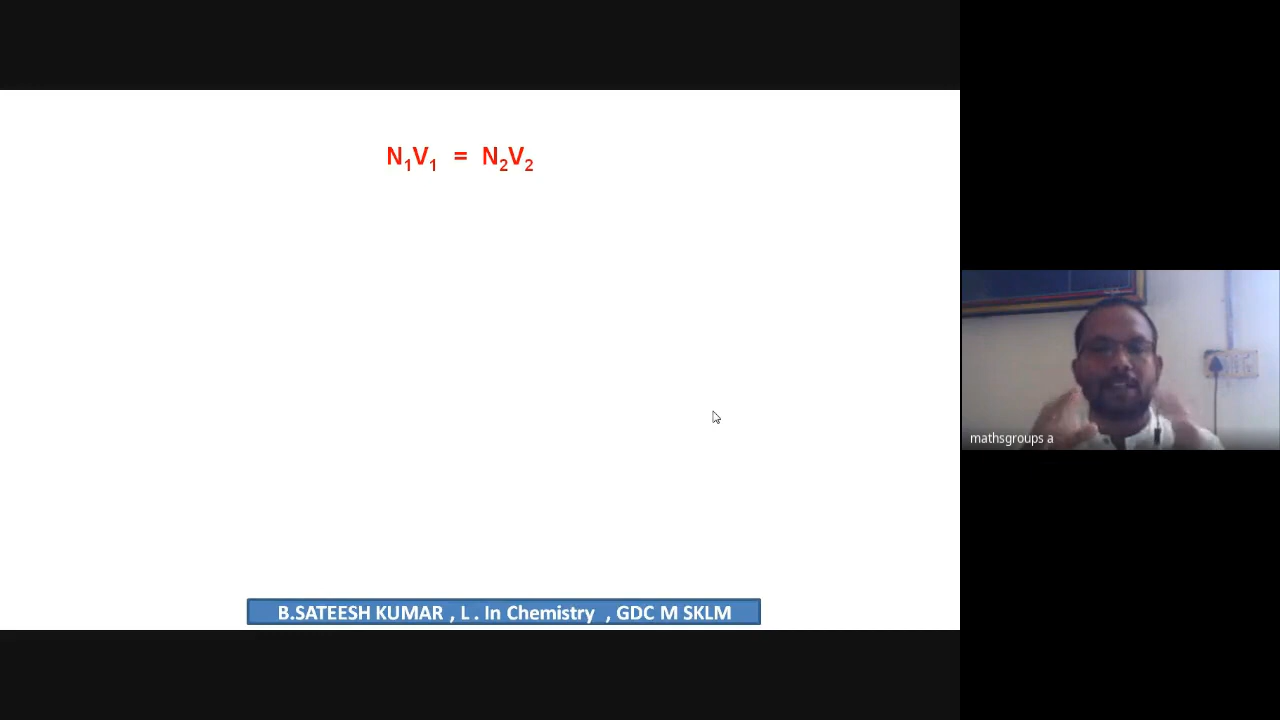 N₁V₁ = N₂V₂
mathsgroups a
B.SATEESH KUMAR , L . In Chemistry , GDC M SKLM